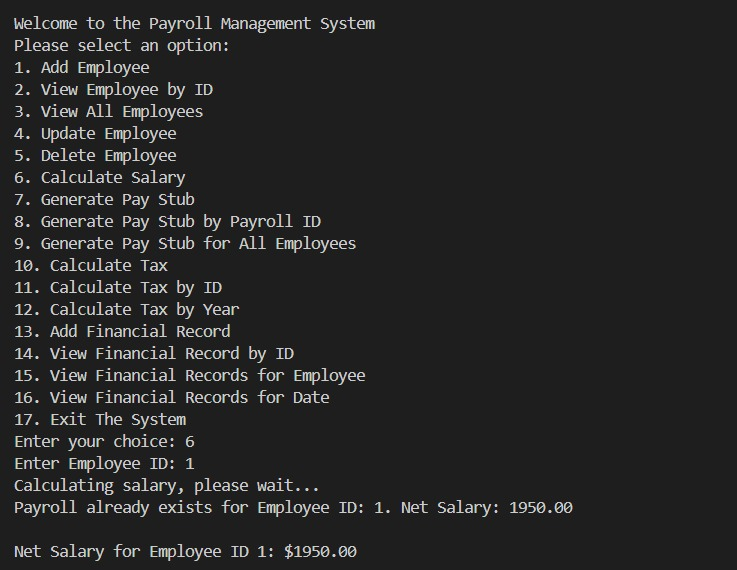 Welcome to the Payroll Management System
Please select an option:
1. Add Employee
2. View Employee by ID
3. View All Employees
4. Update Employee
5. Delete Employee
6. Calculate Salary
7. Generate Pay Stub
8. Generate Pay Stub by Payroll ID
9. Generate Pay Stub for All Employees
10. Calculate Tax
11. Calculate Tax by ID
12. Calculate Tax by Year
13. Add Financial Record
14. View Financial Record by ID
15. View Financial Records for Employee
16. View Financial Records for Date
17. Exit The System
Enter your choice: 6
Enter Employee ID: 1
Calculating salary, please wait...
Payroll already exists for Employee ID: 1. Net Salary: 1950.00
Net Salary for Employee ID 1: $1950.00